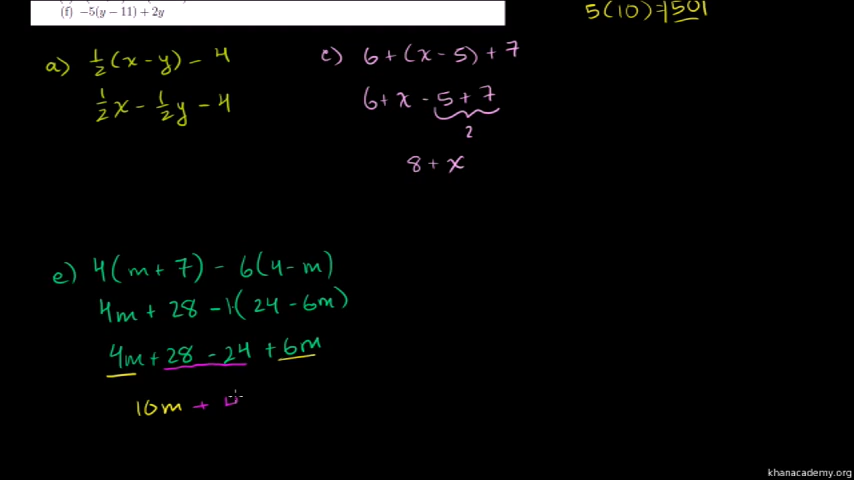 (f) −5(y − 11) + 2y
5(10)=50
a) 1/2(x-y) - 4
1/2x - 1/2y - 4
c) 6+(x-5)+7
6+x-5+7
2
8+x
e) 4(m+7)-6(4-m)
4m+28-1(24-6m)
4m+28-24+6m
10m+
khanacademy.org